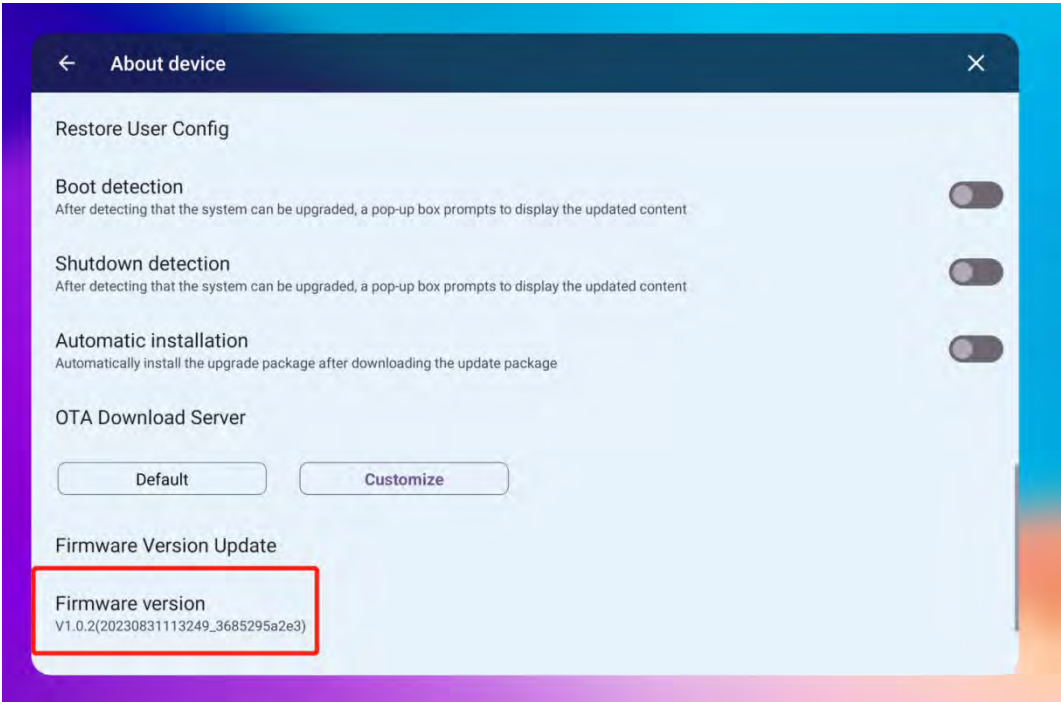 About device
Restore User Config
Boot detection
After detecting that the system can be upgraded, a pop-up box prompts to display the updated content
Shutdown detection
After detecting that the system can be upgraded, a pop-up box prompts to display the updated content
Automatic installation
Automatically install the upgrade package after downloading the update package
OTA Download Server
Default
Customize
Firmware Version Update
Firmware version
V1.0.2(20230831113249_3685295a2e3)